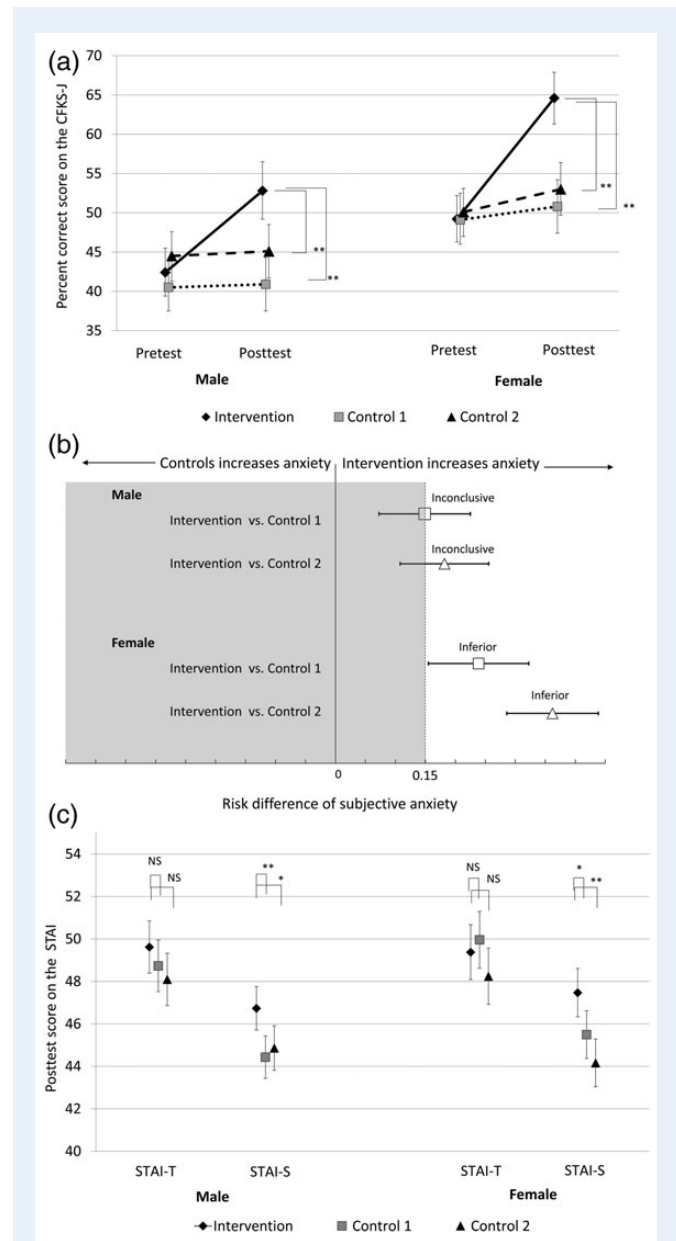 (a)
70
65
60
55
50
45
40
35
Percent correct score on the CFKS-J
**
**
**
**
Pretest Posttest Pretest Posttest
Male Female
Intervention Control 1 Control 2
(b)
Controls increases anxiety Intervention increases anxiety
Male
Inconclusive
Intervention vs. Control 1
Inconclusive
Intervention vs. Control 2
Female
Inferior
Intervention vs. Control 1
Inferior
Intervention vs. Control 2
0 0.15
Risk difference of subjective anxiety
(c)
54
52
50
48
46
44
42
40
Posttest score on the STAI
NS ** NS *
NS * NS **
STAI-T STAI-S STAI-T STAI-S
Male Female
Intervention Control 1 Control 2